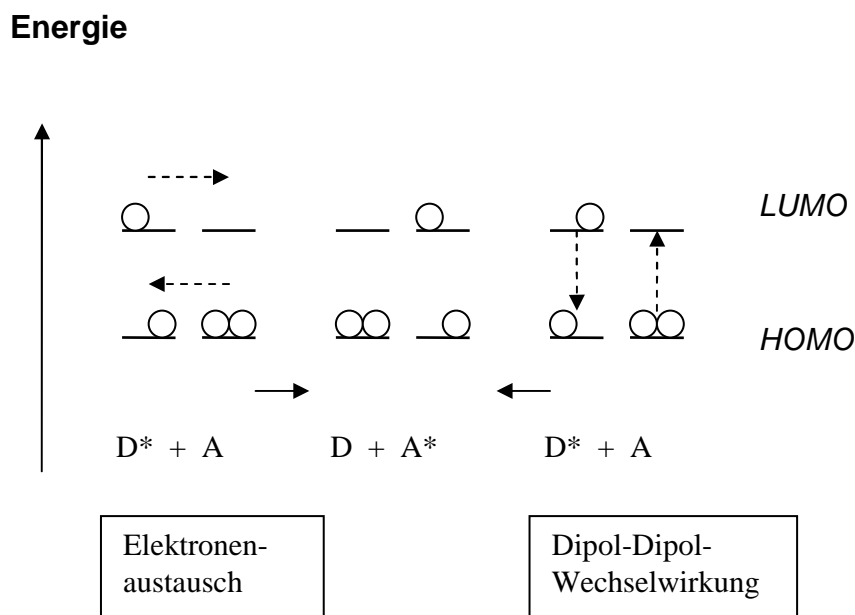 Energie
LUMO
HOMO
D* + A
D + A*
D* + A
Elektronen-
austausch
Dipol-Dipol-
Wechselwirkung